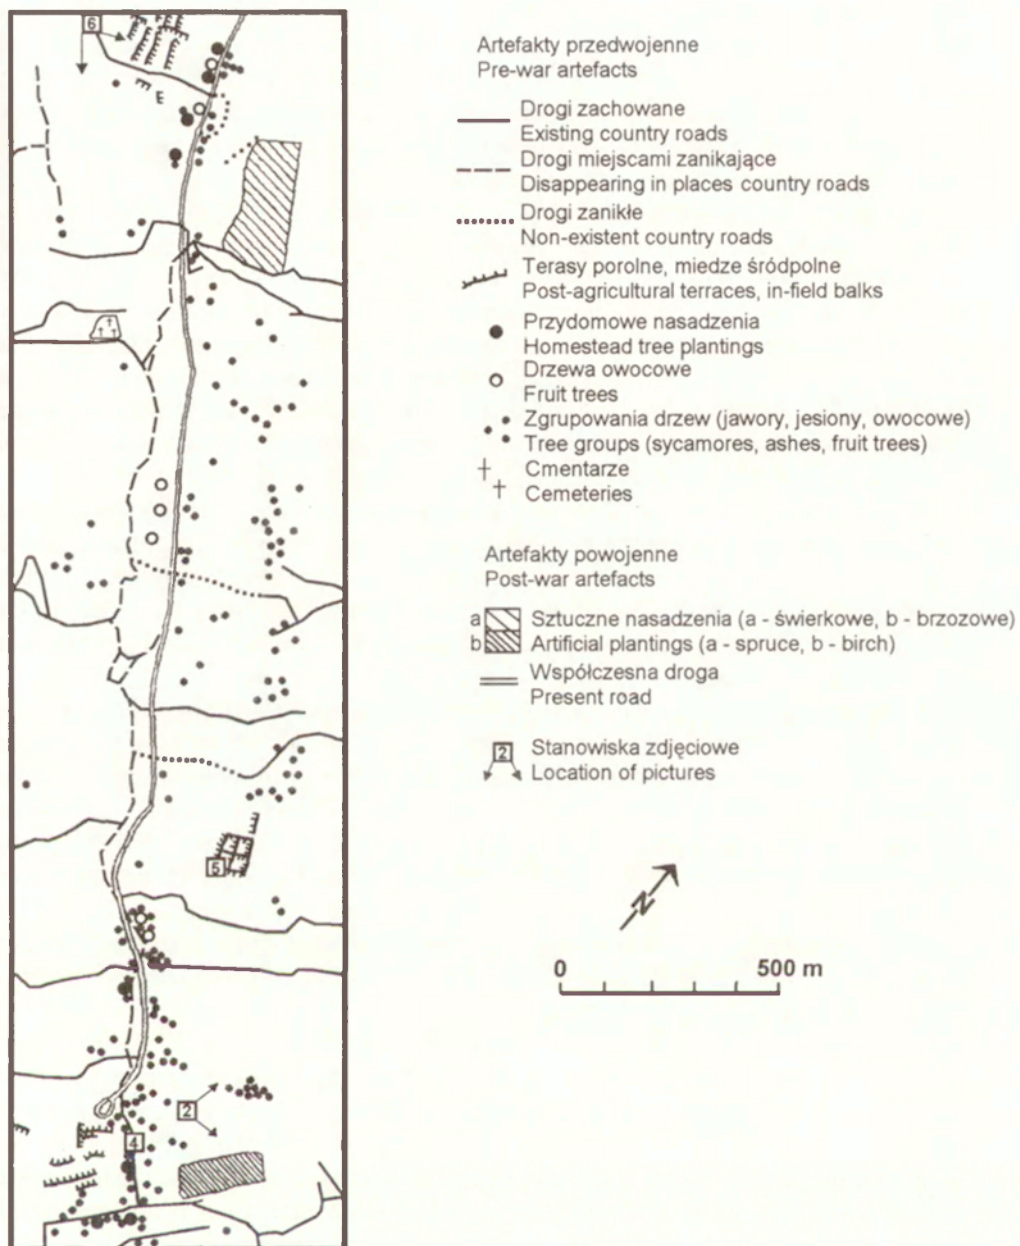 6
5
2
4
Artefakty przedwojenne
Pre-war artefacts
Drogi zachowane
Existing country roads
Drogi miejscami zanikające
Disappearing in places country roads
Drogi zanikłe
Non-existent country roads
Terasy porolne, miedze śródpolne
Post-agricultural terraces, in-field balks
Przydomowe nasadzenia
Homestead tree plantings
Drzewa owocowe
Fruit trees
Zgrupowania drzew (jawory, jesiony, owocowe)
Tree groups (sycamores, ashes, fruit trees)
Cmentarze
Cemeteries
Artefakty powojenne
Post-war artefacts
a Sztuczne nasadzenia (a - świerkowe, b - brzozowe)
b Artificial plantings (a - spruce, b - birch)
Współczesna droga
Present road
2 Stanowiska zdjęciowe
Location of pictures
N
0 500 m